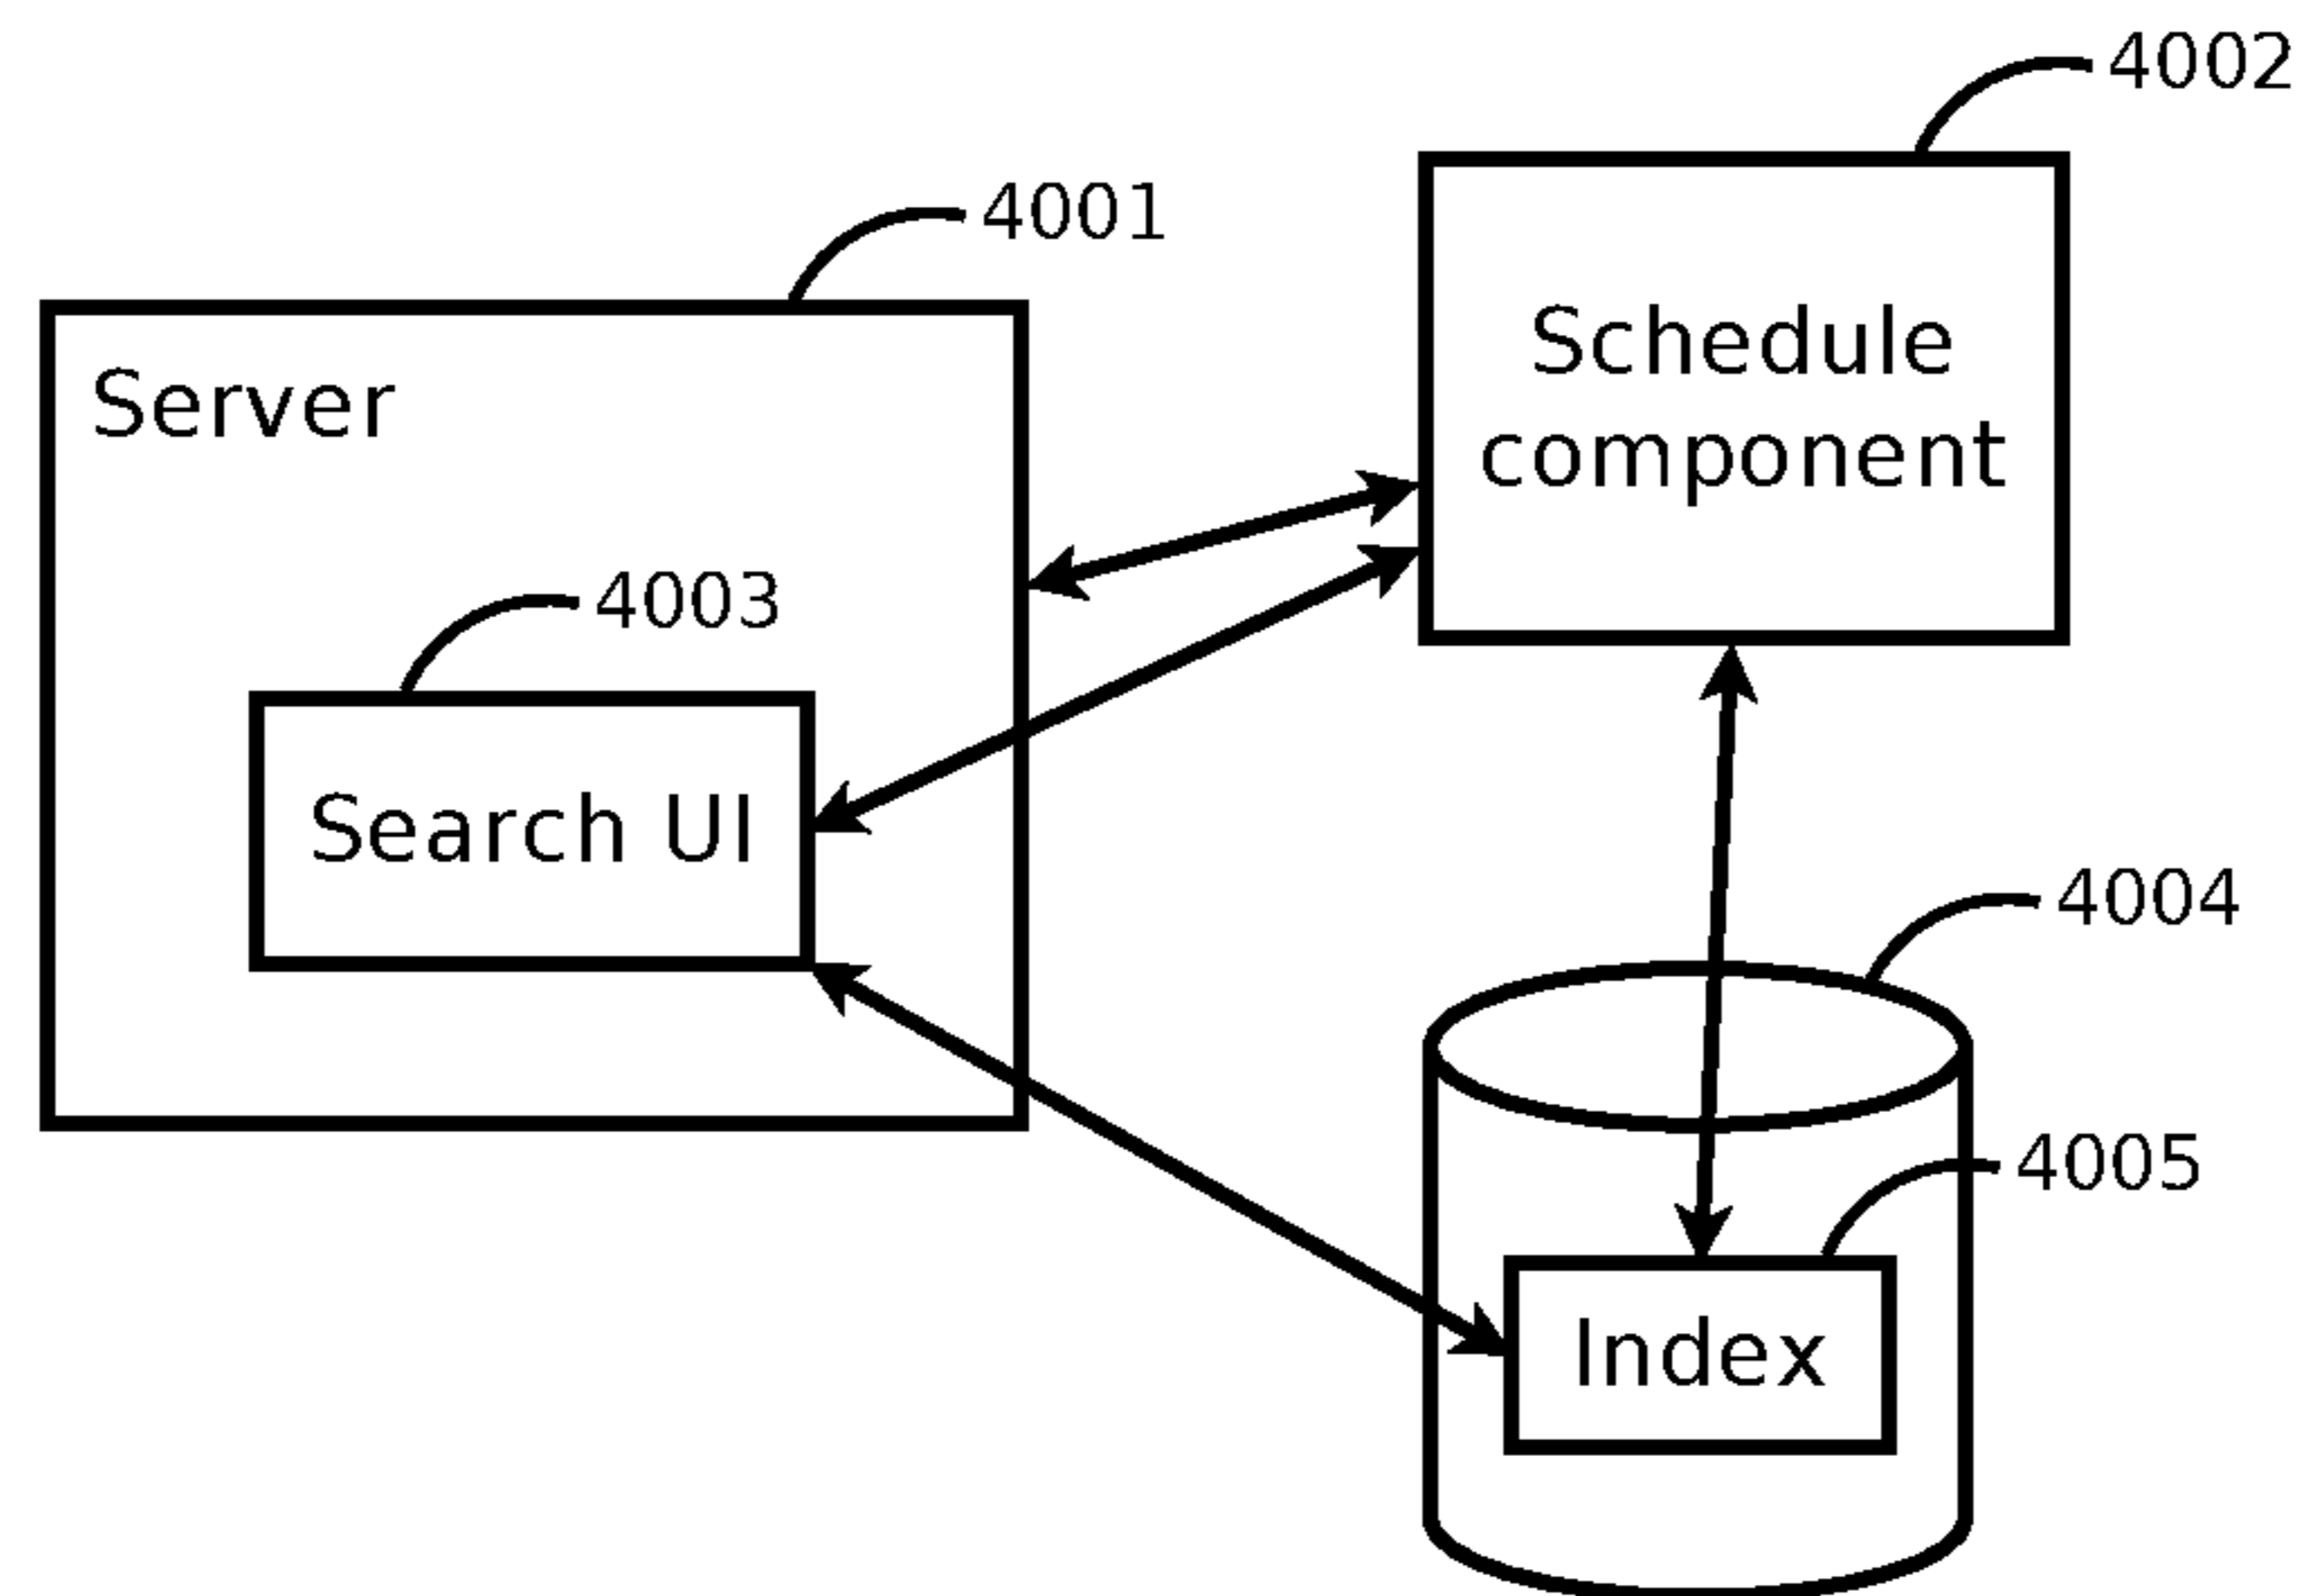 4002
4001
Schedule
component
Server
4003
Search UI
4004
4005
Index